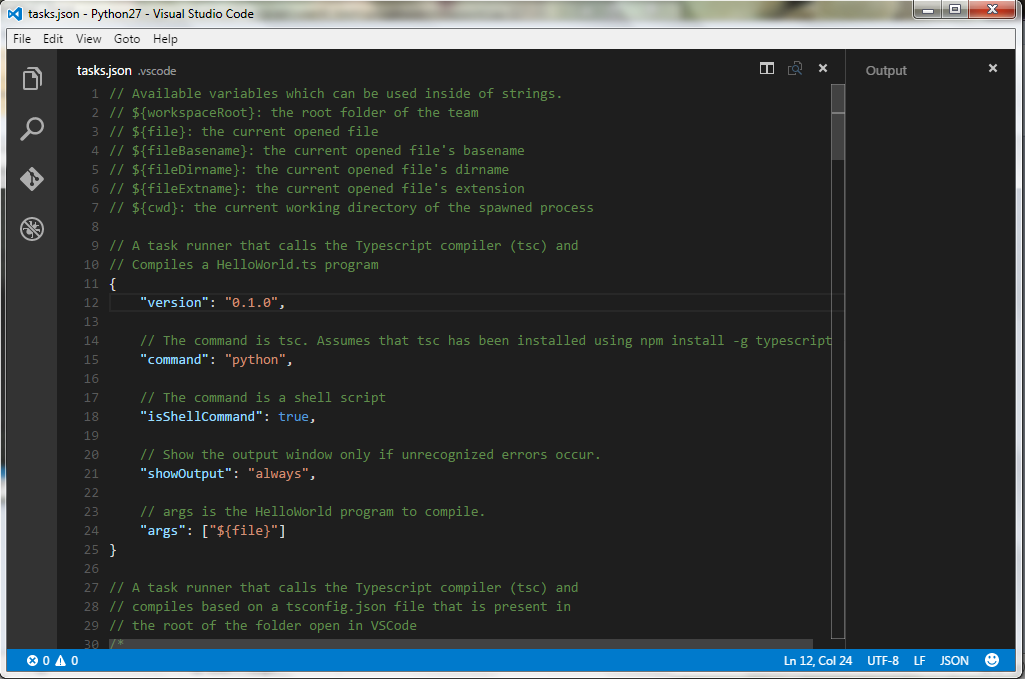 tasks.json - Python27 - Visual Studio Code
File Edit View Goto Help
tasks.json .vscode
Output
1 // Available variables which can be used inside of strings.
2 // ${workspaceRoot}: the root folder of the team
3 // ${file}: the current opened file
4 // ${fileBasename}: the current opened file's basename
5 // ${fileDirname}: the current opened file's dirname
6 // ${fileExtname}: the current opened file's extension
7 // ${cwd}: the current working directory of the spawned process
8
9 // A task runner that calls the Typescript compiler (tsc) and
10 // Compiles a HelloWorld.ts program
11 {
12     "version": "0.1.0",
13
14     // The command is tsc. Assumes that tsc has been installed using npm install -g typescript
15     "command": "python",
16
17     // The command is a shell script
18     "isShellCommand": true,
19
20     // Show the output window only if unrecognized errors occur.
21     "showOutput": "always",
22
23     // args is the HelloWorld program to compile.
24     "args": ["${file}"]
25 }
26
27 // A task runner that calls the Typescript compiler (tsc) and
28 // compiles based on a tsconfig.json file that is present in
29 // the root of the folder open in VSCode
30 /*
0 0 Ln 12, Col 24 UTF-8 LF JSON